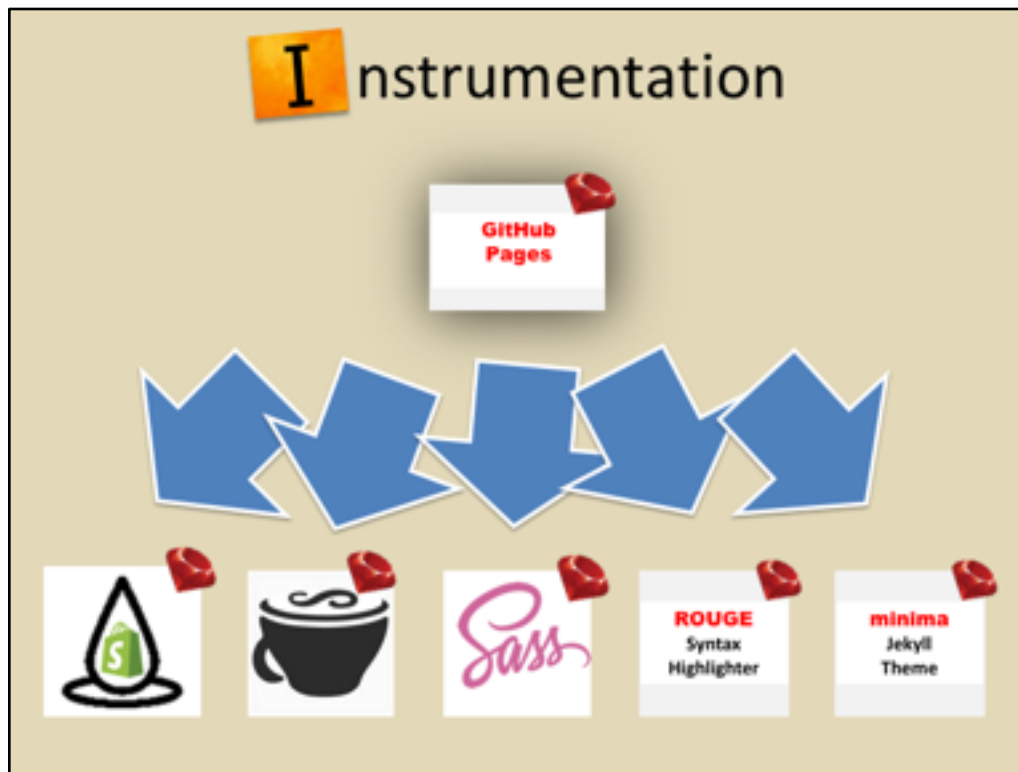 Instrumentation
GitHub
Pages
S
Sass
ROUGE
Syntax
Highlighter
minima
Jekyll
Theme